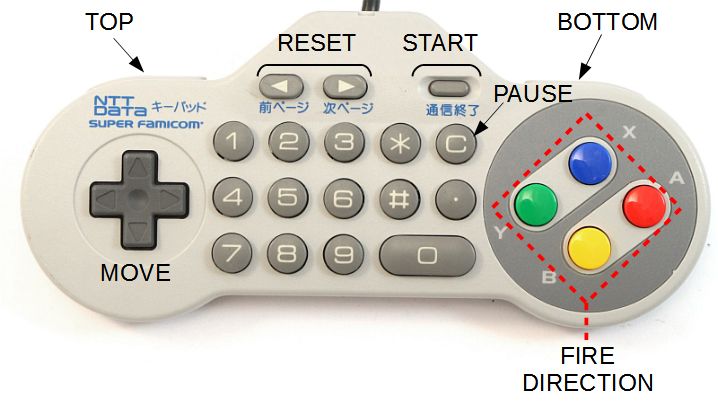 TOP
RESET
START
BOTTOM
NTT
DATA キーパッド
SUPER FAMICOM
前ページ
次ページ
通信終了
PAUSE
1 2 3 * C
X
A
4 5 6 # ·
Y
7 8 9 0
B
MOVE
FIRE
DIRECTION